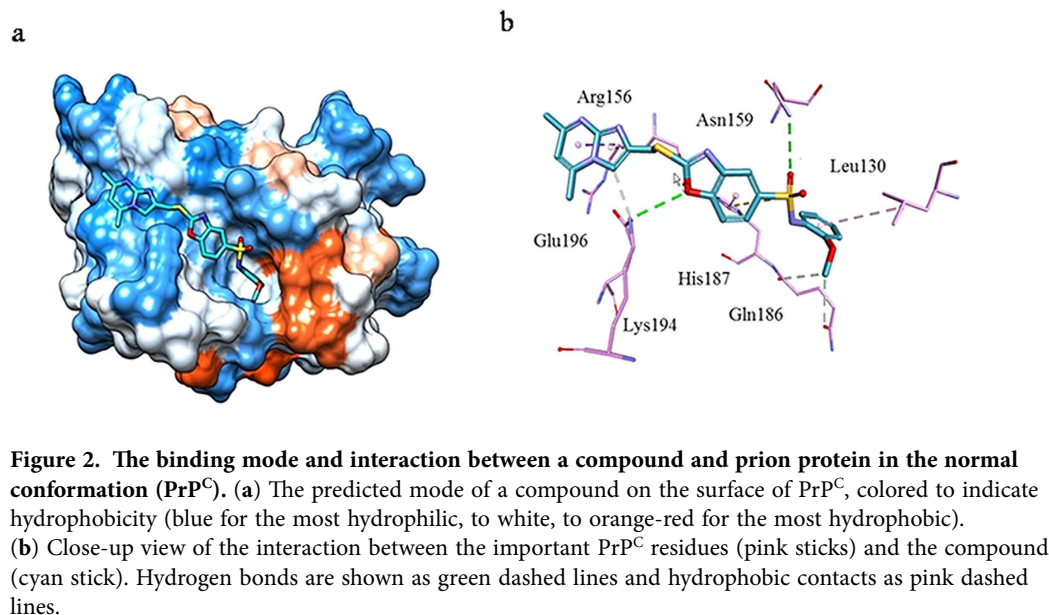 a
b
Arg156
Asn159
Leu130
Glu196
His187
Gln186
Lys194
Figure 2. The binding mode and interaction between a compound and prion protein in the normal
conformation (PrPC). (a) The predicted mode of a compound on the surface of PrPC, colored to indicate
hydrophobicity (blue for the most hydrophilic, to white, to orange-red for the most hydrophobic).
(b) Close-up view of the interaction between the important PrPC residues (pink sticks) and the compound
(cyan stick). Hydrogen bonds are shown as green dashed lines and hydrophobic contacts as pink dashed
lines.